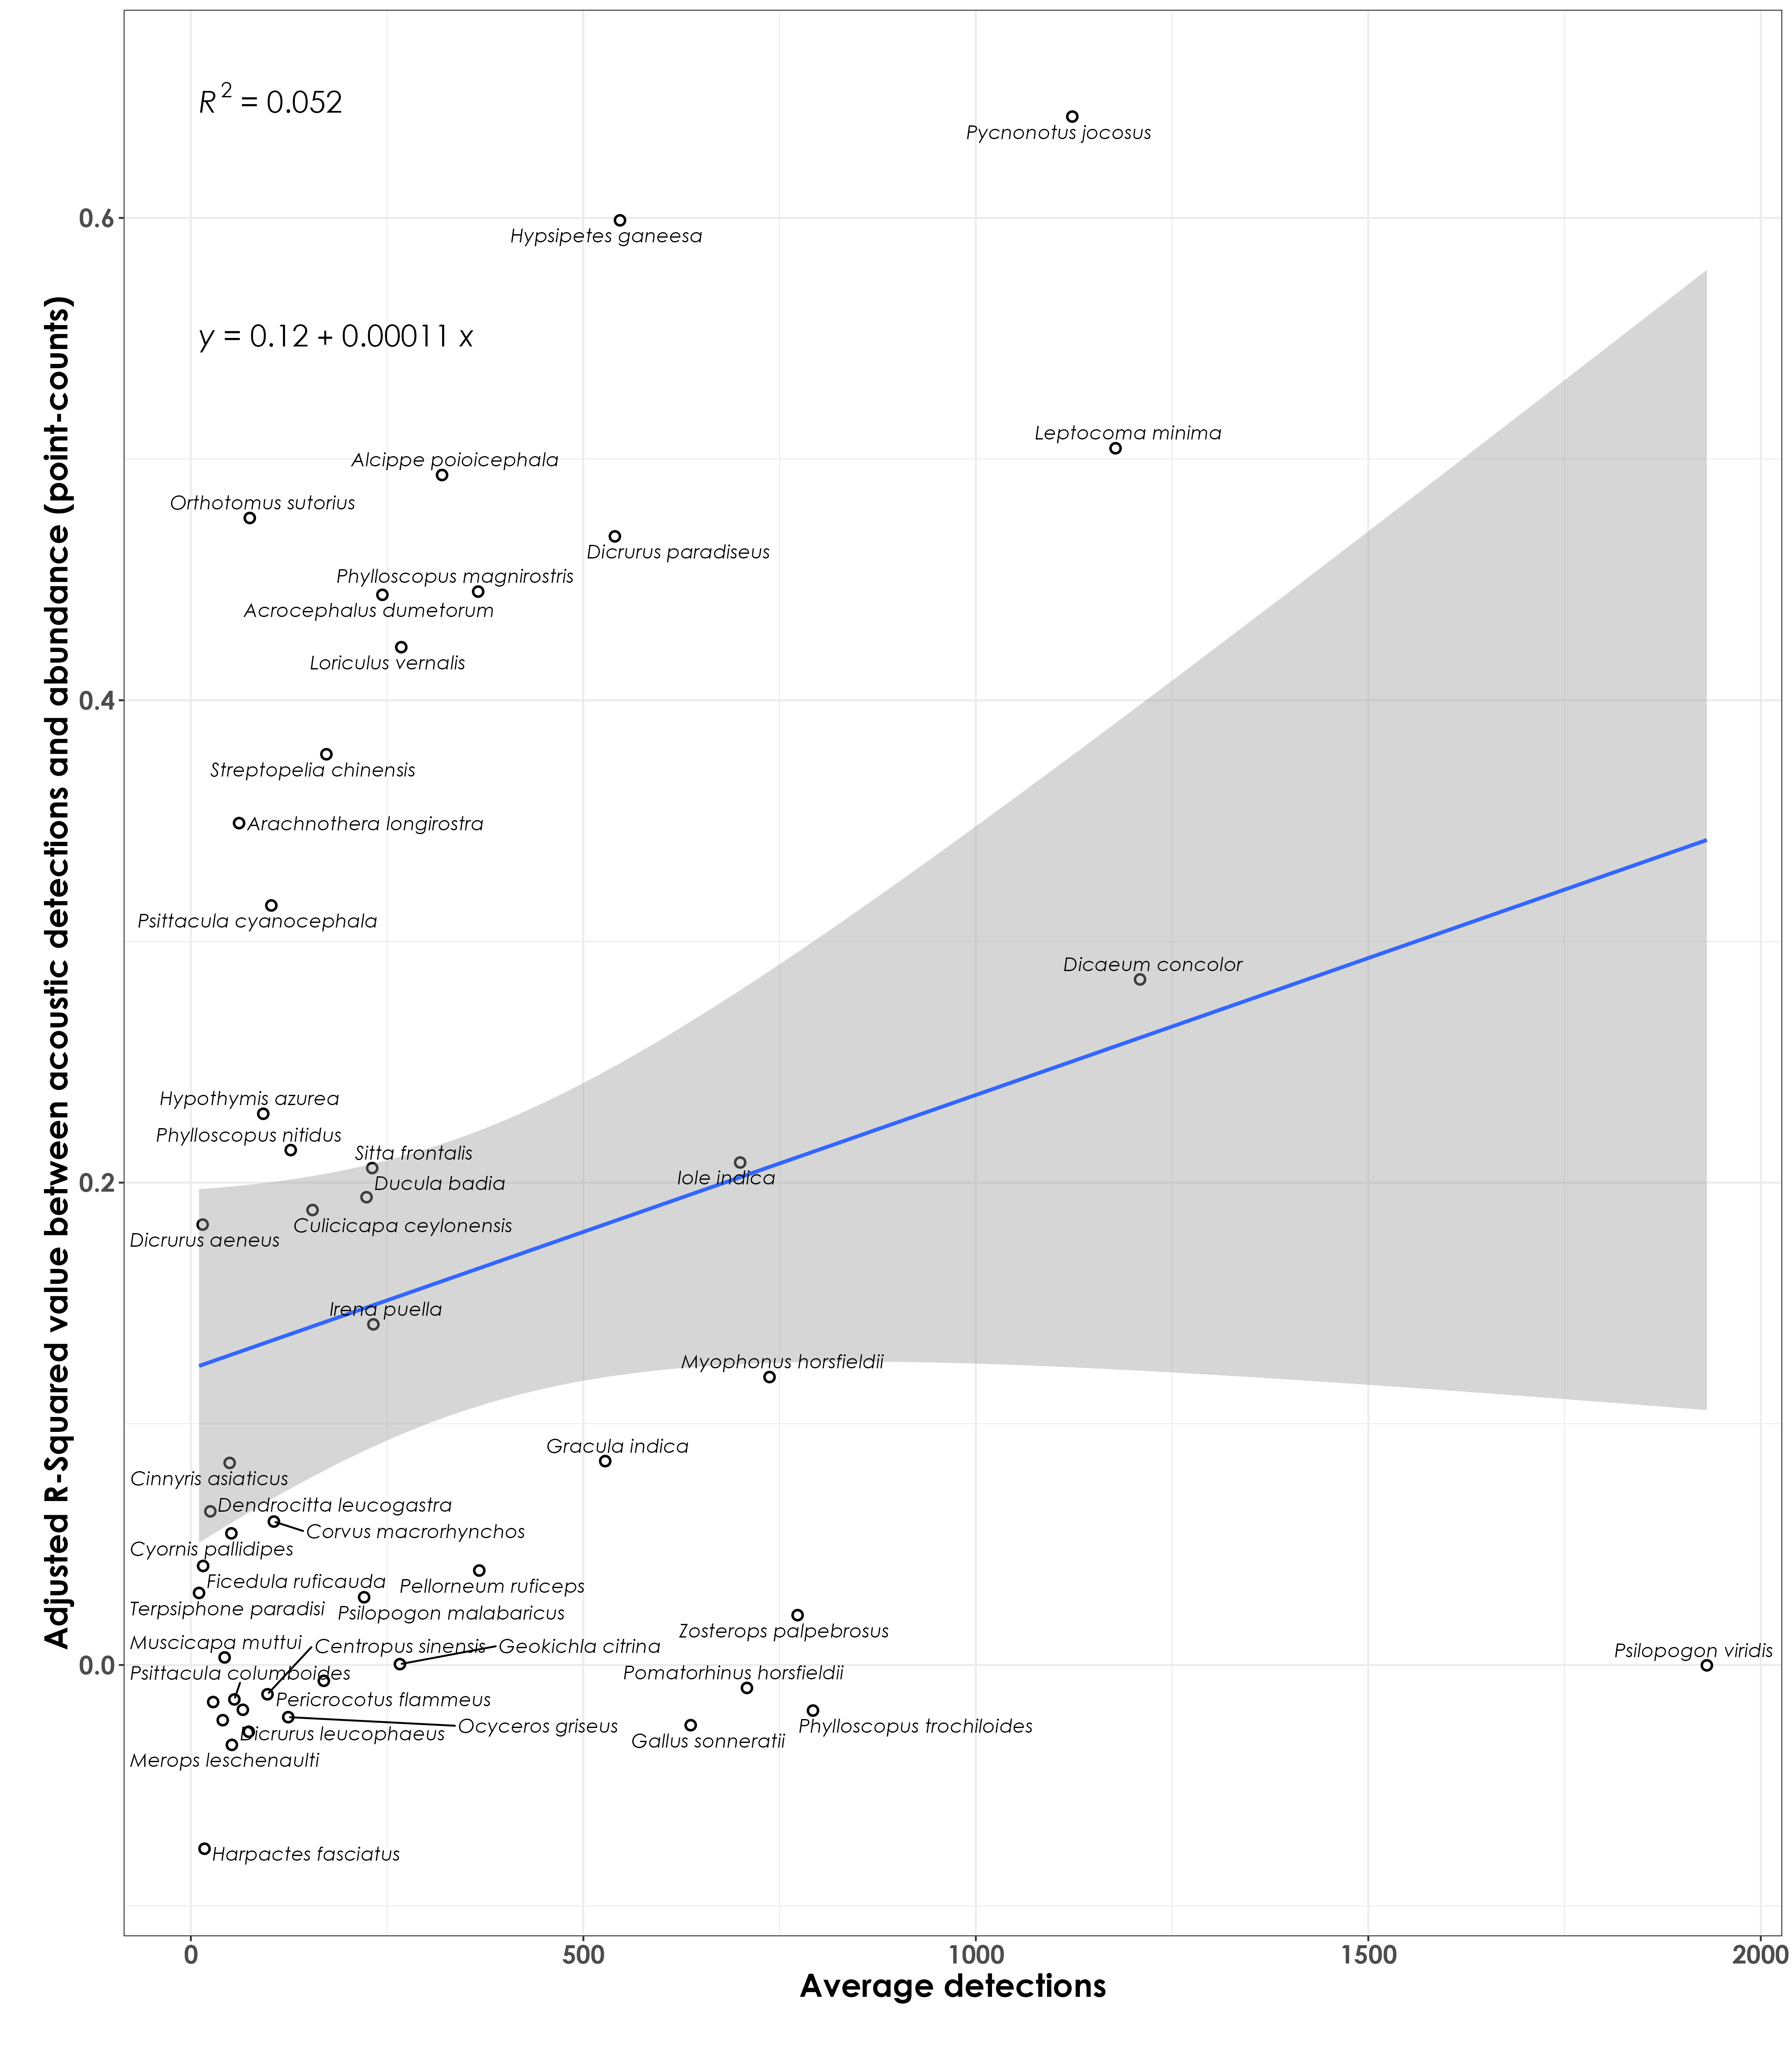 R² = 0.052
Pycnonotus jocosus
0.6
Hypsipetes ganeesa
y = 0.12 + 0.00011 x
Leptocoma minima
Alcippe poioicephala
Orthotomus sutorius
Dicrurus paradiseus
Phylloscopus magnirostris
Acrocephalus dumetorum
Loriculus vernalis
0.4
Streptopelia chinensis
Arachnothera longirostra
Psittacula cyanocephala
Dicaeum concolor
Hypothymis azurea
Phylloscopus nitidus
Sitta frontalis
Iole indica
Ducula badia
0.2
Culicicapa ceylonensis
Dicrurus aeneus
Irena puella
Myophonus horsfieldii
Gracula indica
Cinnyris asiaticus
Dendrocitta leucogastra
Corvus macrorhynchos
Cyornis pallidipes
Ficedula ruficauda
Pellorneum ruficeps
Terpsiphone paradisi
Psilopogon malabaricus
Zosterops palpebrosus
Muscicapa muttui
Centropus sinensis
Geokichla citrina
Psilopogon viridis
0.0
Psittacula columboides
Pomatorhinus horsfieldii
Pericrocotus flammeus
Ocyceros griseus
Phylloscopus trochiloides
Dicrurus leucophaeus
Gallus sonneratii
Merops leschenaulti
Harpactes fasciatus
0
500
1000
1500
2000
Average detections
Adjusted R-Squared value between acoustic detections and abundance (point-counts)